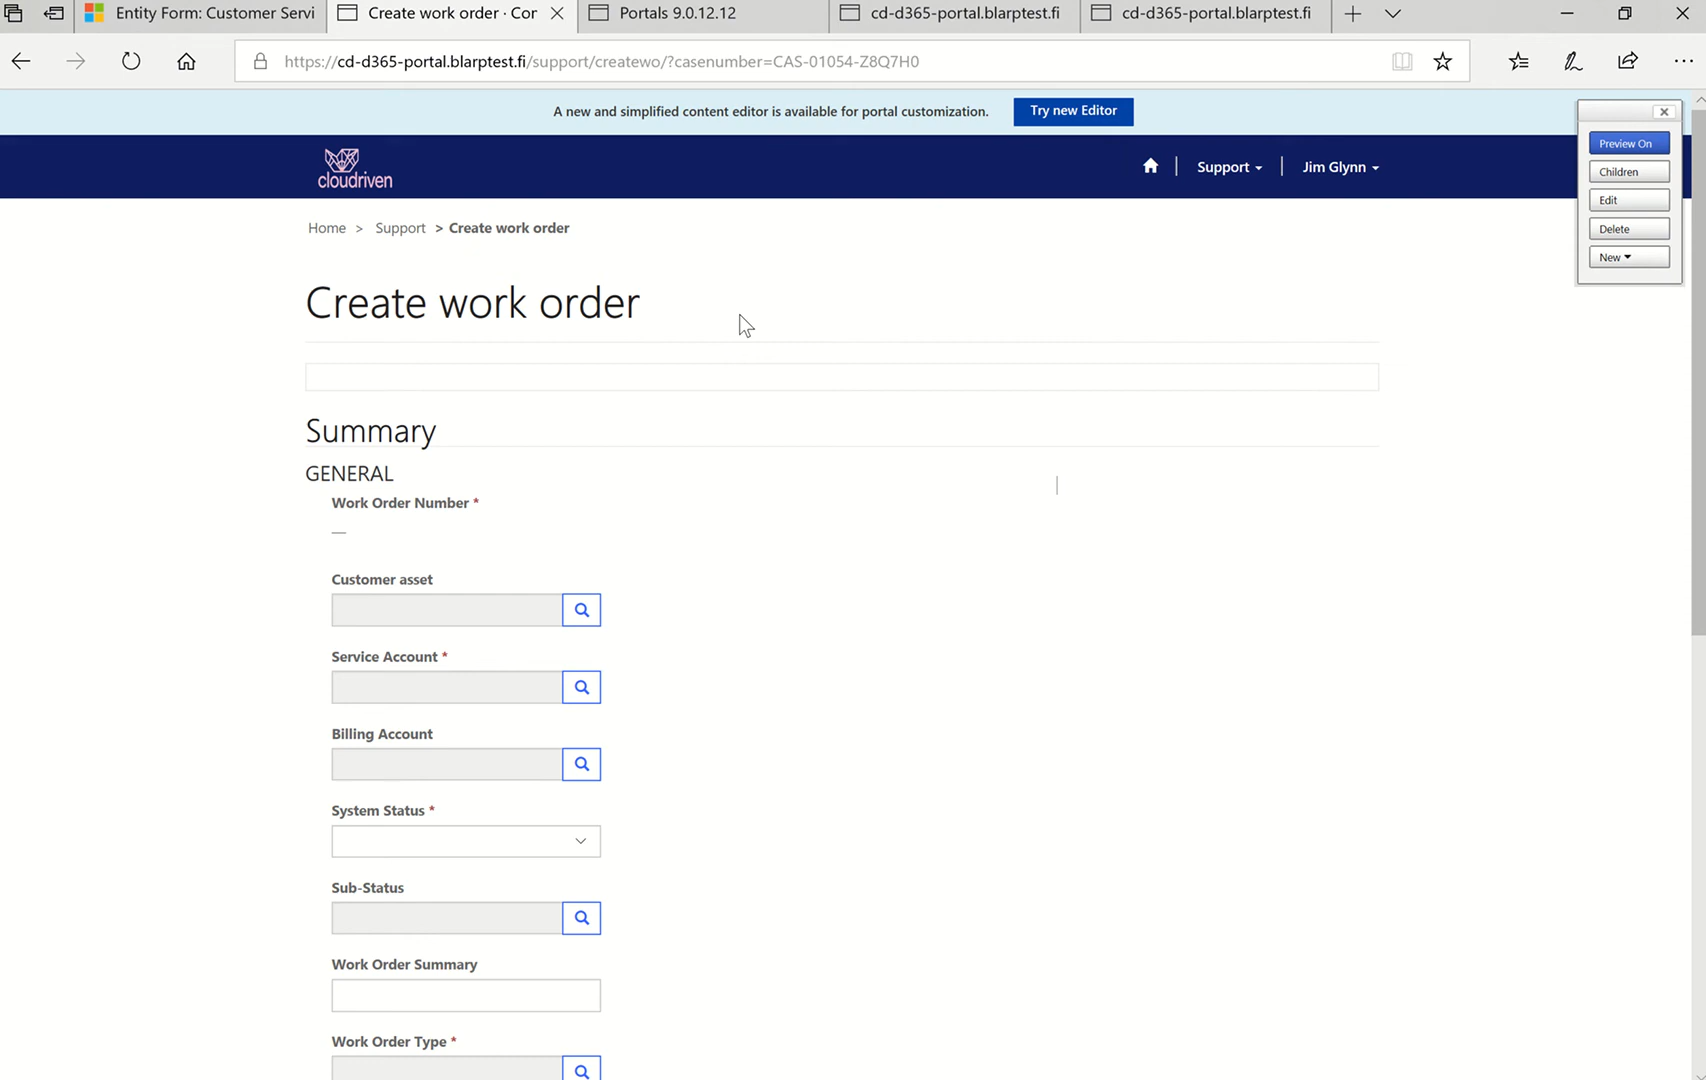 Entity Form: Customer Servi
Create work order · Cor
Portals 9.0.12.12
cd-d365-portal.blarptest.fi
cd-d365-portal.blarptest.fi
https://cd-d365-portal.blarptest.fi/support/createwo/?casenumber=CAS-01054-Z8Q7H0
A new and simplified content editor is available for portal customization.
Try new Editor
Preview On
Children
Edit
Delete
New
cloudriven
Support
Jim Glynn
Home > Support > Create work order
Create work order
Summary
GENERAL
Work Order Number *
—
Customer asset
Service Account *
Billing Account
System Status *
Sub-Status
Work Order Summary
Work Order Type *